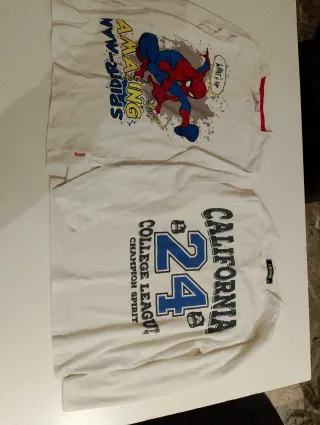 AMAZING
SPIDER-MAN
CALIFORNIA
24
COLLEGE LEAGUE
CHAMPION SPIRIT